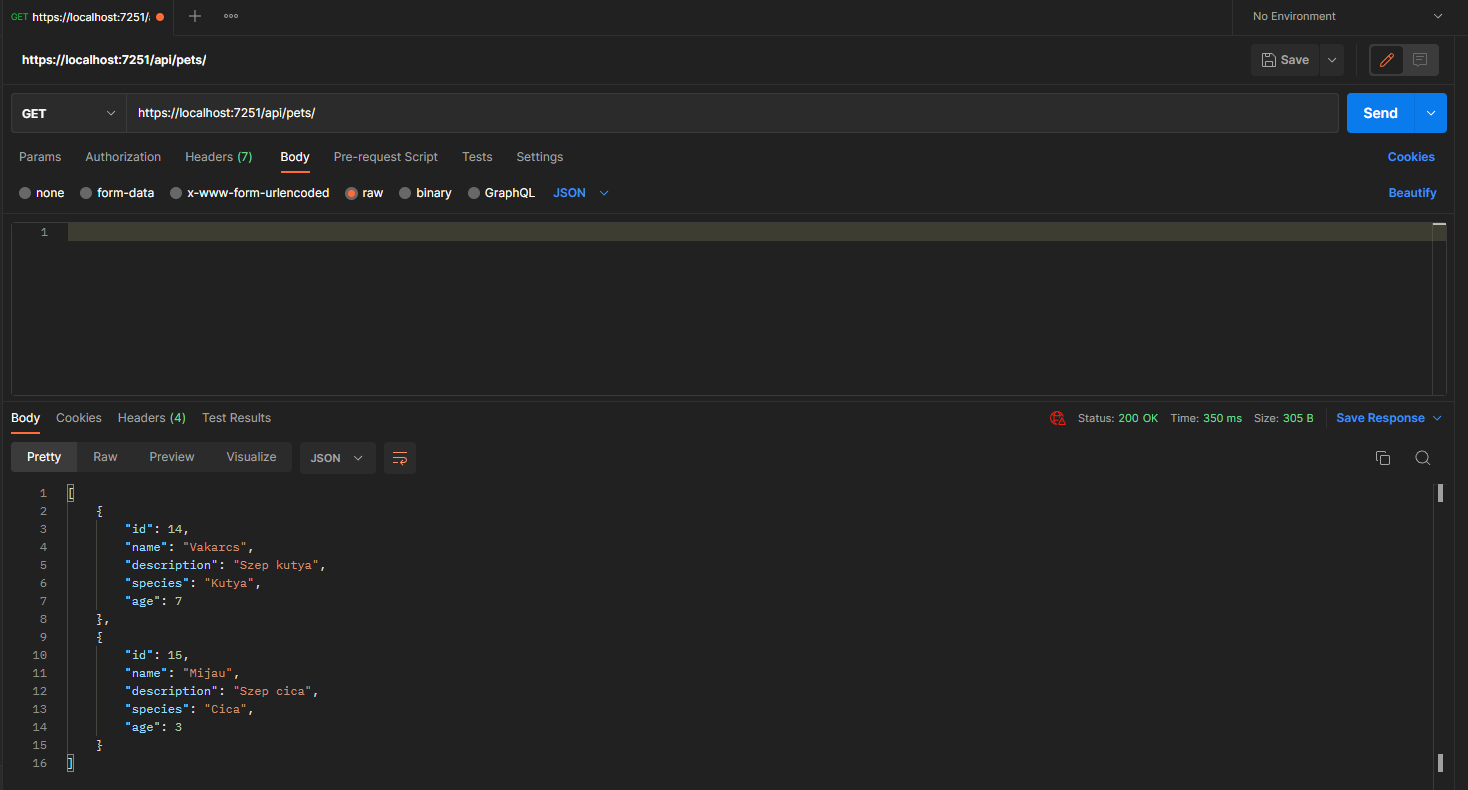 GET https://localhost:7251/a
No Environment
https://localhost:7251/api/pets/
Save
GET https://localhost:7251/api/pets/
Send
Params Authorization Headers (7) Body Pre-request Script Tests Settings Cookies
none form-data x-www-form-urlencoded raw binary GraphQL JSON Beautify
1
Body Cookies Headers (4) Test Results Status: 200 OK Time: 350 ms Size: 305 B Save Response
Pretty Raw Preview Visualize JSON
1 [
2 {
3 "id": 14,
4 "name": "Vakarcs",
5 "description": "Szep kutya",
6 "species": "Kutya",
7 "age": 7
8 },
9 {
10 "id": 15,
11 "name": "Mijau",
12 "description": "Szep cica",
13 "species": "Cica",
14 "age": 3
15 }
16 ]